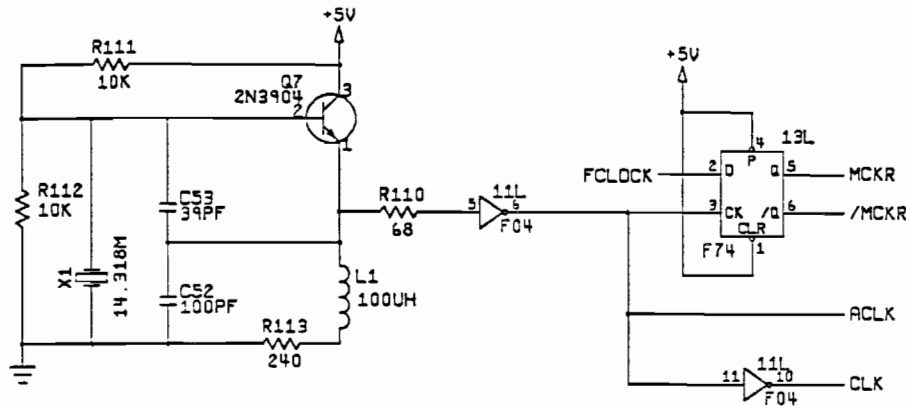 +5V
R111
10K
Q7
2N3904
3
2
1
+5V
4
13L
P
FCLOCK
2
D
Q
5
MCKR
R112
10K
C53
39PF
R110
68
5
11L
6
F04
3
CK
/Q
6
/MCKR
CLR
F74
1
X1
14.318M
C52
100PF
L1
100UH
R113
240
ACLK
11
11L
10
F04
CLK